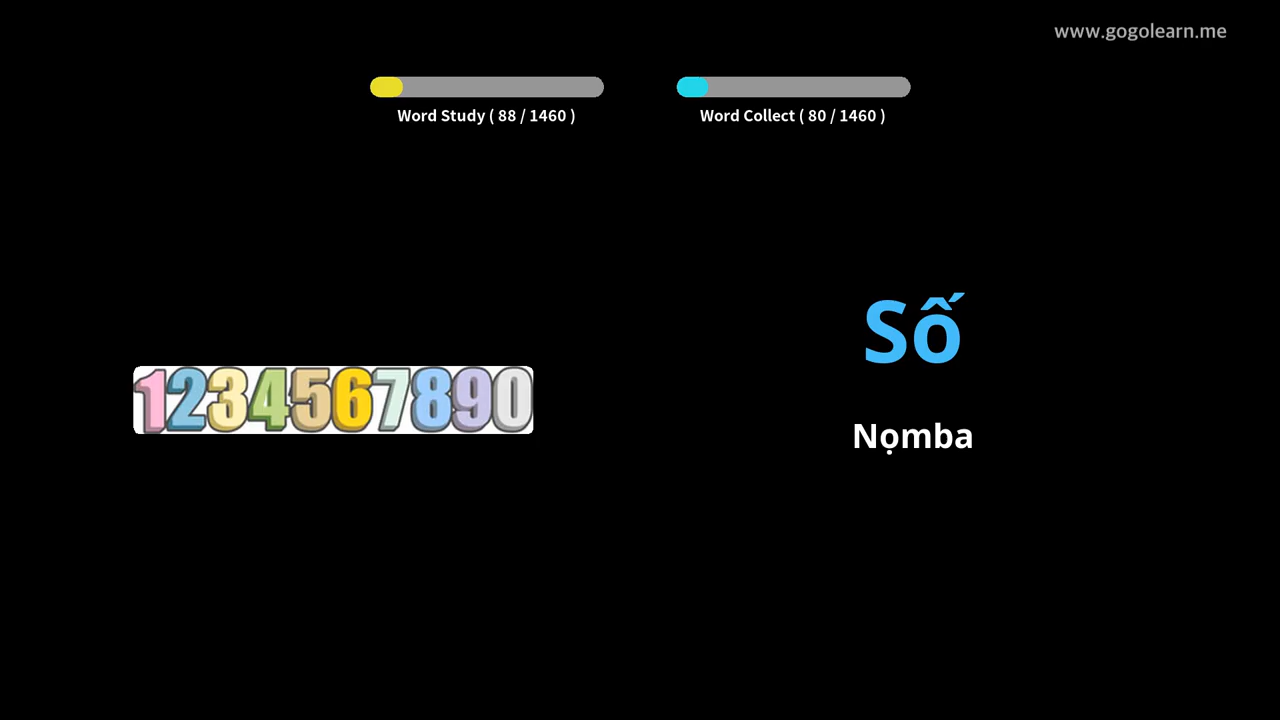 www.gogolearn.me
Word Study ( 88 / 1460 )
Word Collect ( 80 / 1460 )
1234567890
Số
Nọmba